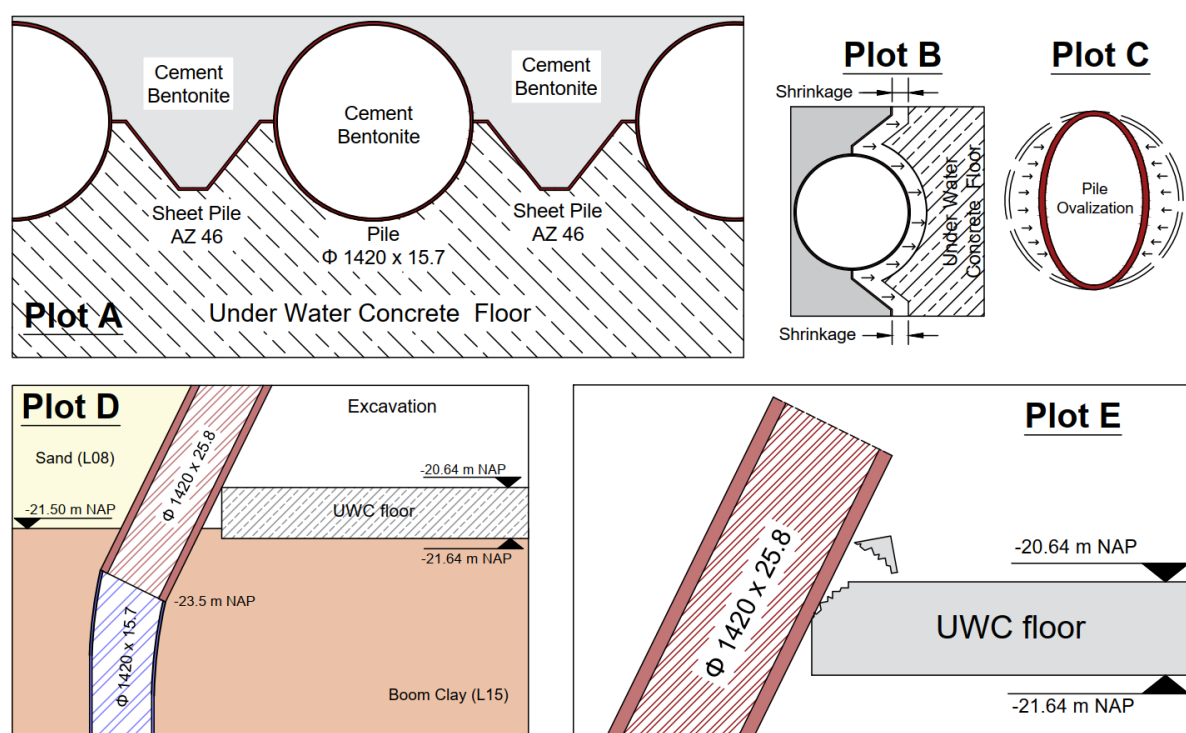 Cement
Bentonite
Cement
Bentonite
Cement
Bentonite
Sheet Pile
AZ 46
Pile
Φ 1420 x 15.7
Sheet Pile
AZ 46
Plot A
Under Water Concrete Floor
Plot B
Shrinkage
Under Water
Concrete Floor
Shrinkage
Plot C
Pile
Ovalization
Plot D
Excavation
Sand (L08)
Φ 1420 x 25.8
-20.64 m NAP
-21.50 m NAP
UWC floor
-21.64 m NAP
-23.5 m NAP
Φ 1420 x 15.7
Boom Clay (L15)
Plot E
Φ 1420 x 25.8
-20.64 m NAP
UWC floor
-21.64 m NAP